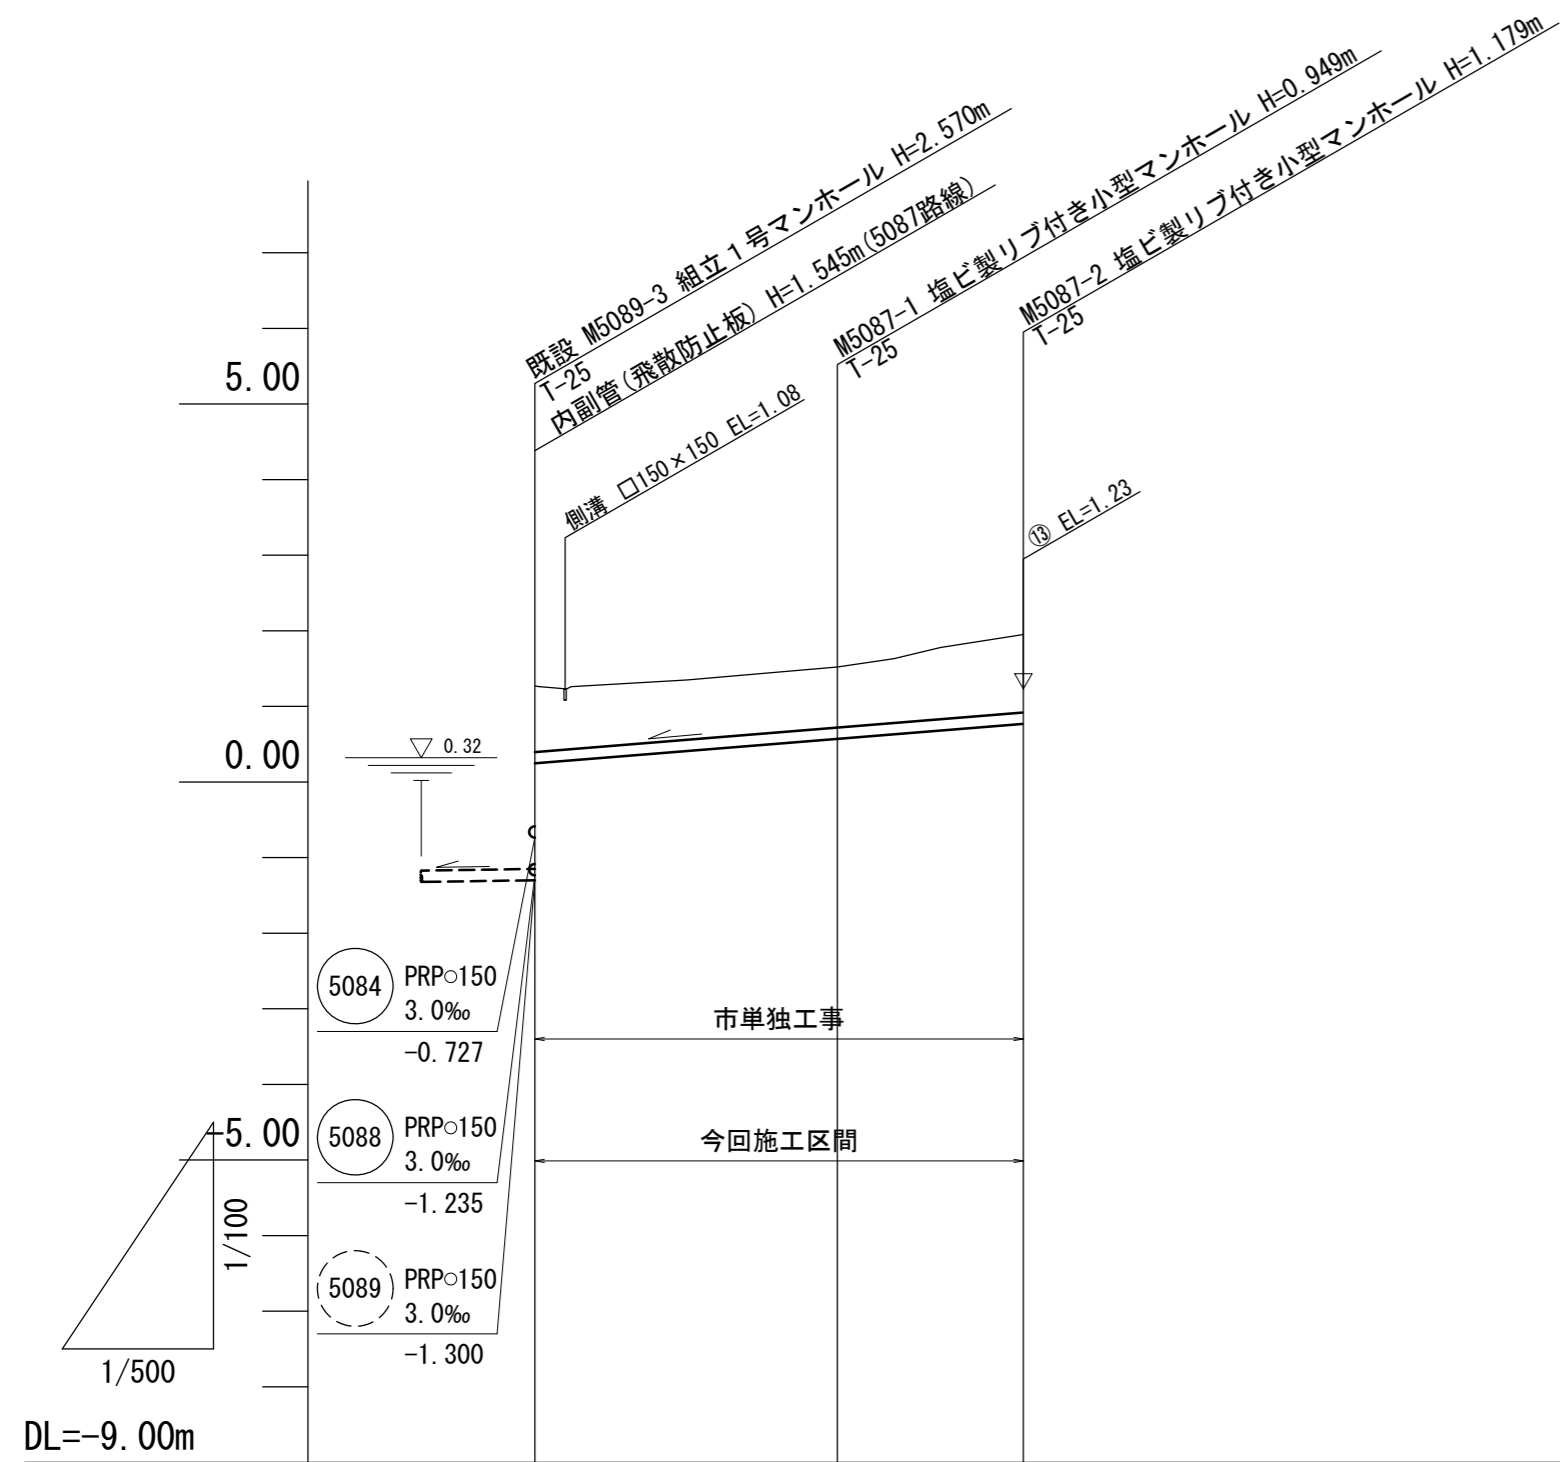 既設 M5089-3 組立1号マンホール H=2.570m
T-25
内副管(飛散防止板) H=1.545m(5087路線)
M5087-1 塩ビ製リブ付き小型マンホール H=0.949m
T-25
M5087-2 塩ビ製リブ付き小型マンホール H=1.179m
T-25
側溝 □150×150 EL=1.08
⑬ EL=1.23
5.00
0.00
-5.00
0.32
5084 PRP○150
3.0‰
-0.727
5088 PRP○150
3.0‰
-1.235
5089 PRP○150
3.0‰
-1.300
市単独工事
今回施工区間
1/100
1/500
DL=-9.00m